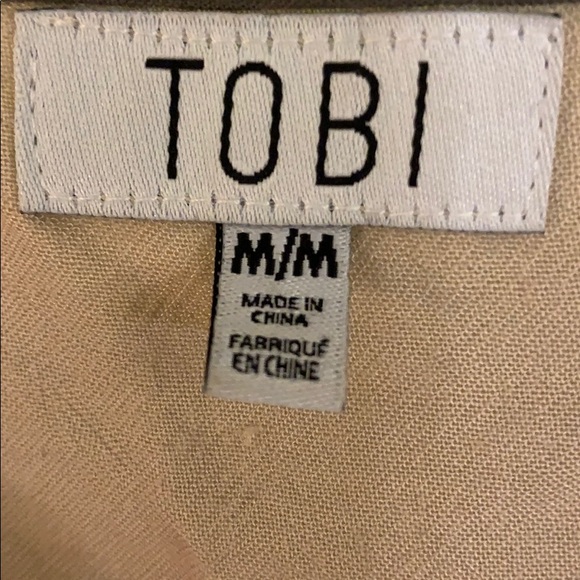 TOBI
M/M
MADE IN
CHINA
FABRIQUÉ
EN CHINE